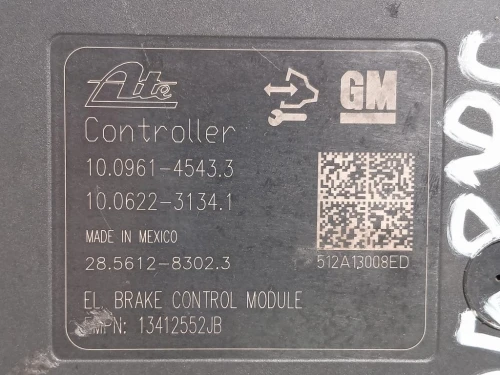 Ate
GM
Controller
10.0961-4543.3
10.0622-3134.1
MADE IN MEXICO
28.5612-8302.3
512A13008ED
EL. BRAKE CONTROL MODULE
EMPN: 13412552JB